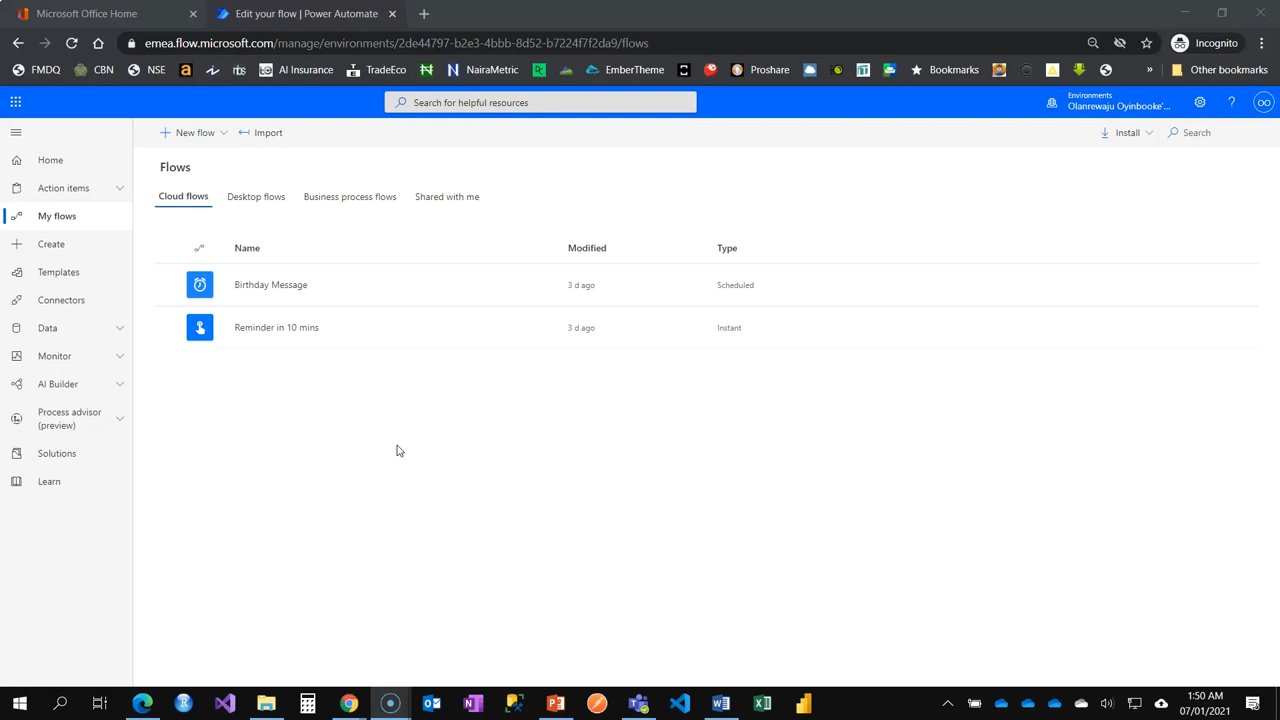 Microsoft Office Home
Edit your flow | Power Automate
emea.flow.microsoft.com/manage/environments/2de44797-b2e3-4bbb-8d52-b7224f7f2da9/flows
Incognito
FMDQ
CBN
NSE
AI Insurance
TradeEco
NairaMetric
EmberTheme
Proshare
Bookmarks
»
Other bookmarks
Search for helpful resources
Environments
Olanrewaju Oyinbooke'...
OO
New flow
Import
Install
Search
Home
Action items
My flows
Create
Templates
Connectors
Data
Monitor
AI Builder
Process advisor
(preview)
Solutions
Learn
Flows
Cloud flows
Desktop flows
Business process flows
Shared with me
Name
Modified
Type
Birthday Message
3 d ago
Scheduled
Reminder in 10 mins
3 d ago
Instant
1:50 AM
07/01/2021